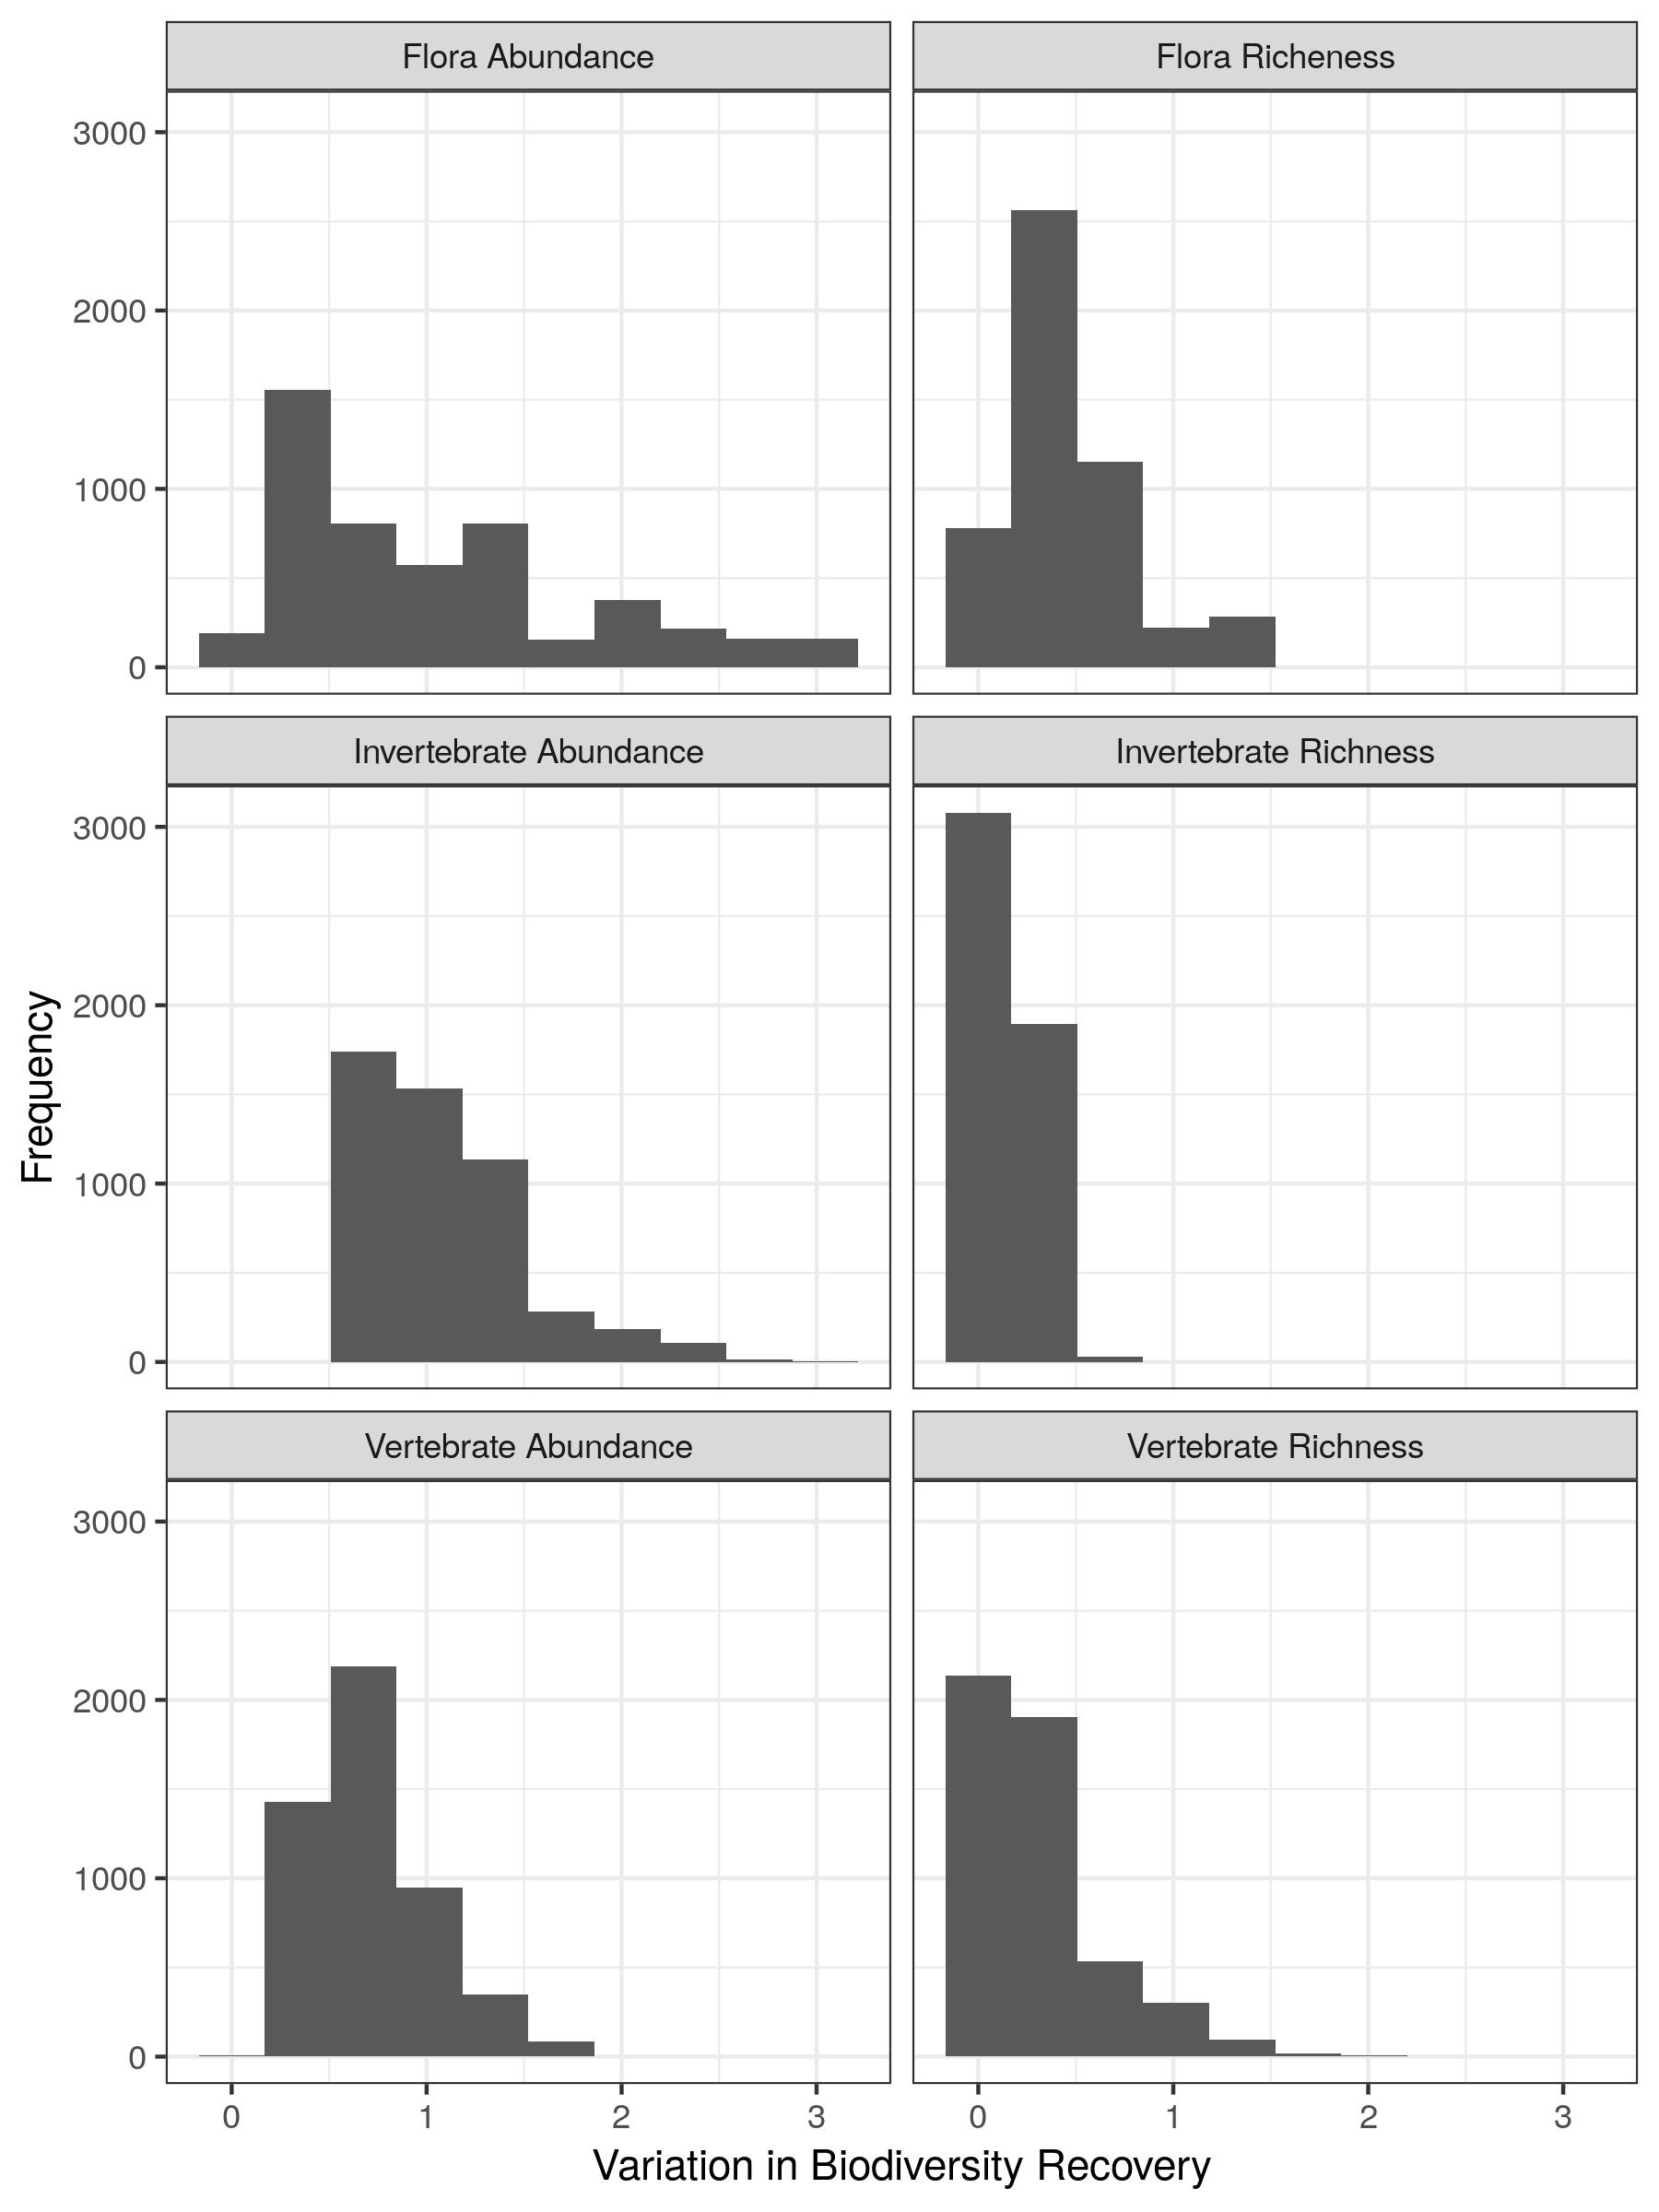 Flora Abundance
Flora Richeness
3000
2000
1000
0
Invertebrate Abundance
Invertebrate Richness
3000
2000
1000
0
Vertebrate Abundance
Vertebrate Richness
3000
2000
1000
0
0 1 2 3
0 1 2 3
Frequency
Variation in Biodiversity Recovery